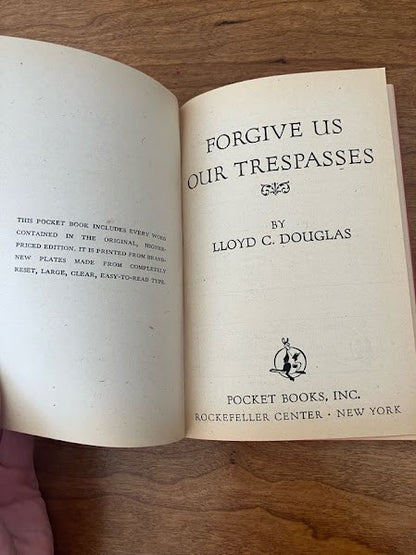 THIS POCKET BOOK INCLUDES EVERY WORD
CONTAINED IN THE ORIGINAL, HIGHER-
PRICED EDITION. IT IS PRINTED FROM BRAND-
NEW PLATES MADE FROM COMPLETELY
RESET, LARGE, CLEAR, EASY-TO-READ TYPE.
FORGIVE US
OUR TRESPASSES
BY
LLOYD C. DOUGLAS
POCKET BOOKS, INC.
ROCKEFELLER CENTER · NEW YORK